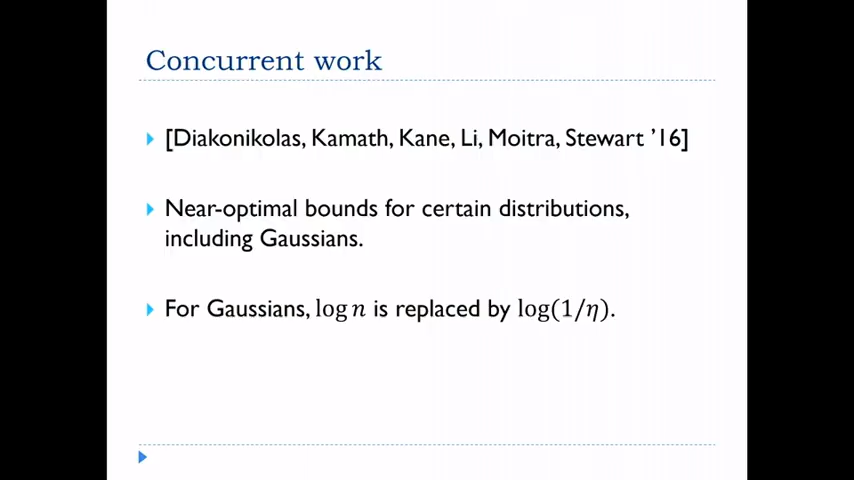 Concurrent work
[Diakonikolas, Kamath, Kane, Li, Moitra, Stewart ’16]
Near-optimal bounds for certain distributions,
including Gaussians.
For Gaussians, log n is replaced by log(1/η).